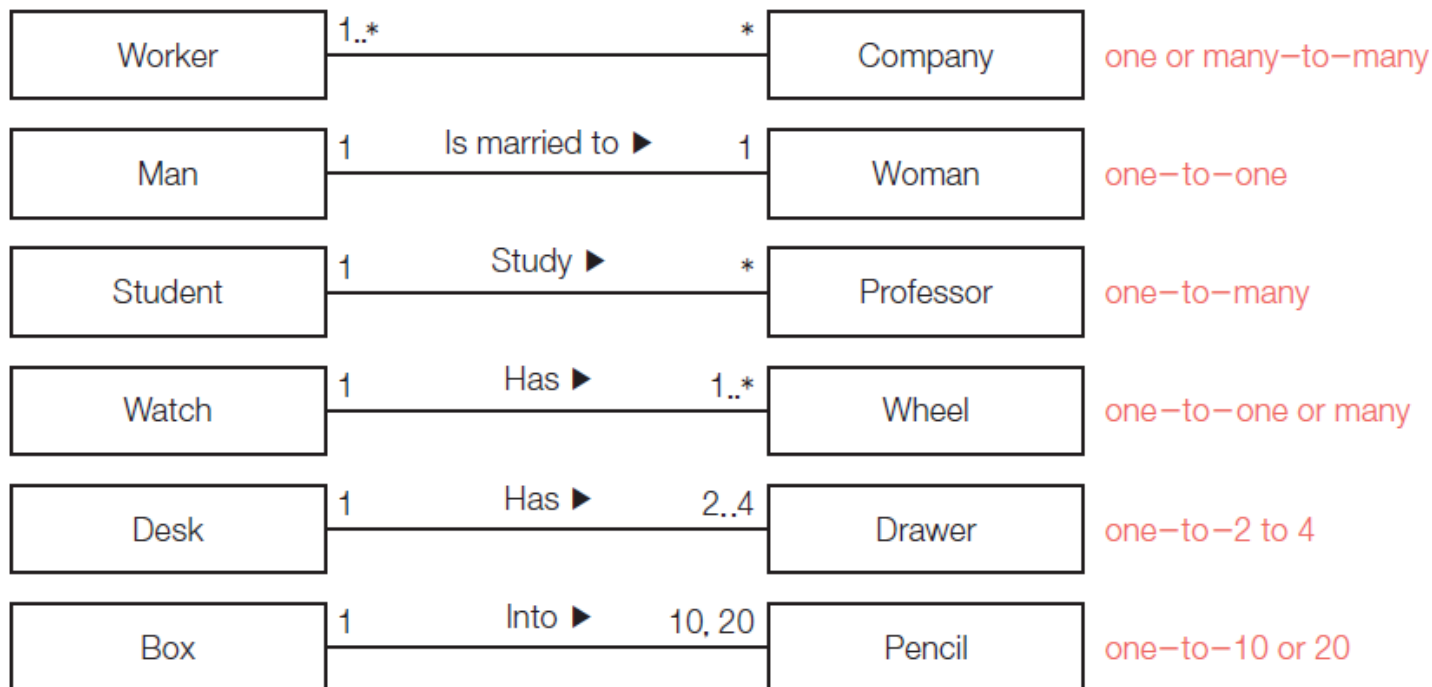 Worker 1..* * Company one or many-to-many
Man 1 Is married to ▶ 1 Woman one-to-one
Student 1 Study ▶ * Professor one-to-many
Watch 1 Has ▶ 1..* Wheel one-to-one or many
Desk 1 Has ▶ 2..4 Drawer one-to-2 to 4
Box 1 Into ▶ 10, 20 Pencil one-to-10 or 20